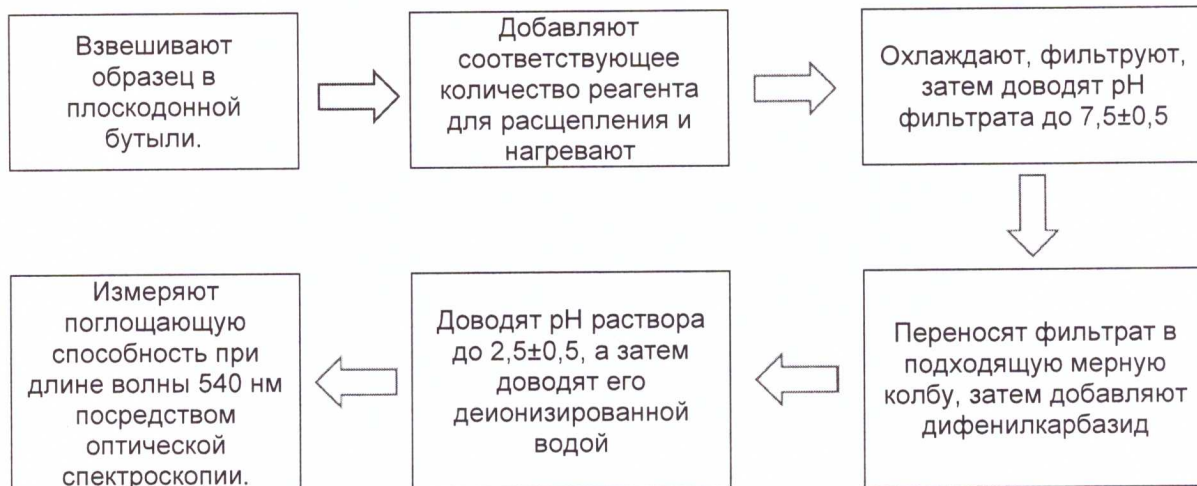 Взвешивают
образец в
плоскодонной
бутыли.
Добавляют
соответствующее
количество реагента
для расщепления и
нагревают
Охлаждают, фильтруют,
затем доводят pH
фильтрата до 7,5±0,5
Переносят фильтрат в
подходящую мерную
колбу, затем добавляют
дифенилкарбазид
Доводят pH раствора
до 2,5±0,5, а затем
доводят его
деионизированной
водой
Измеряют
поглощающую
способность при
длине волны 540 нм
посредством
оптической
спектроскопии.